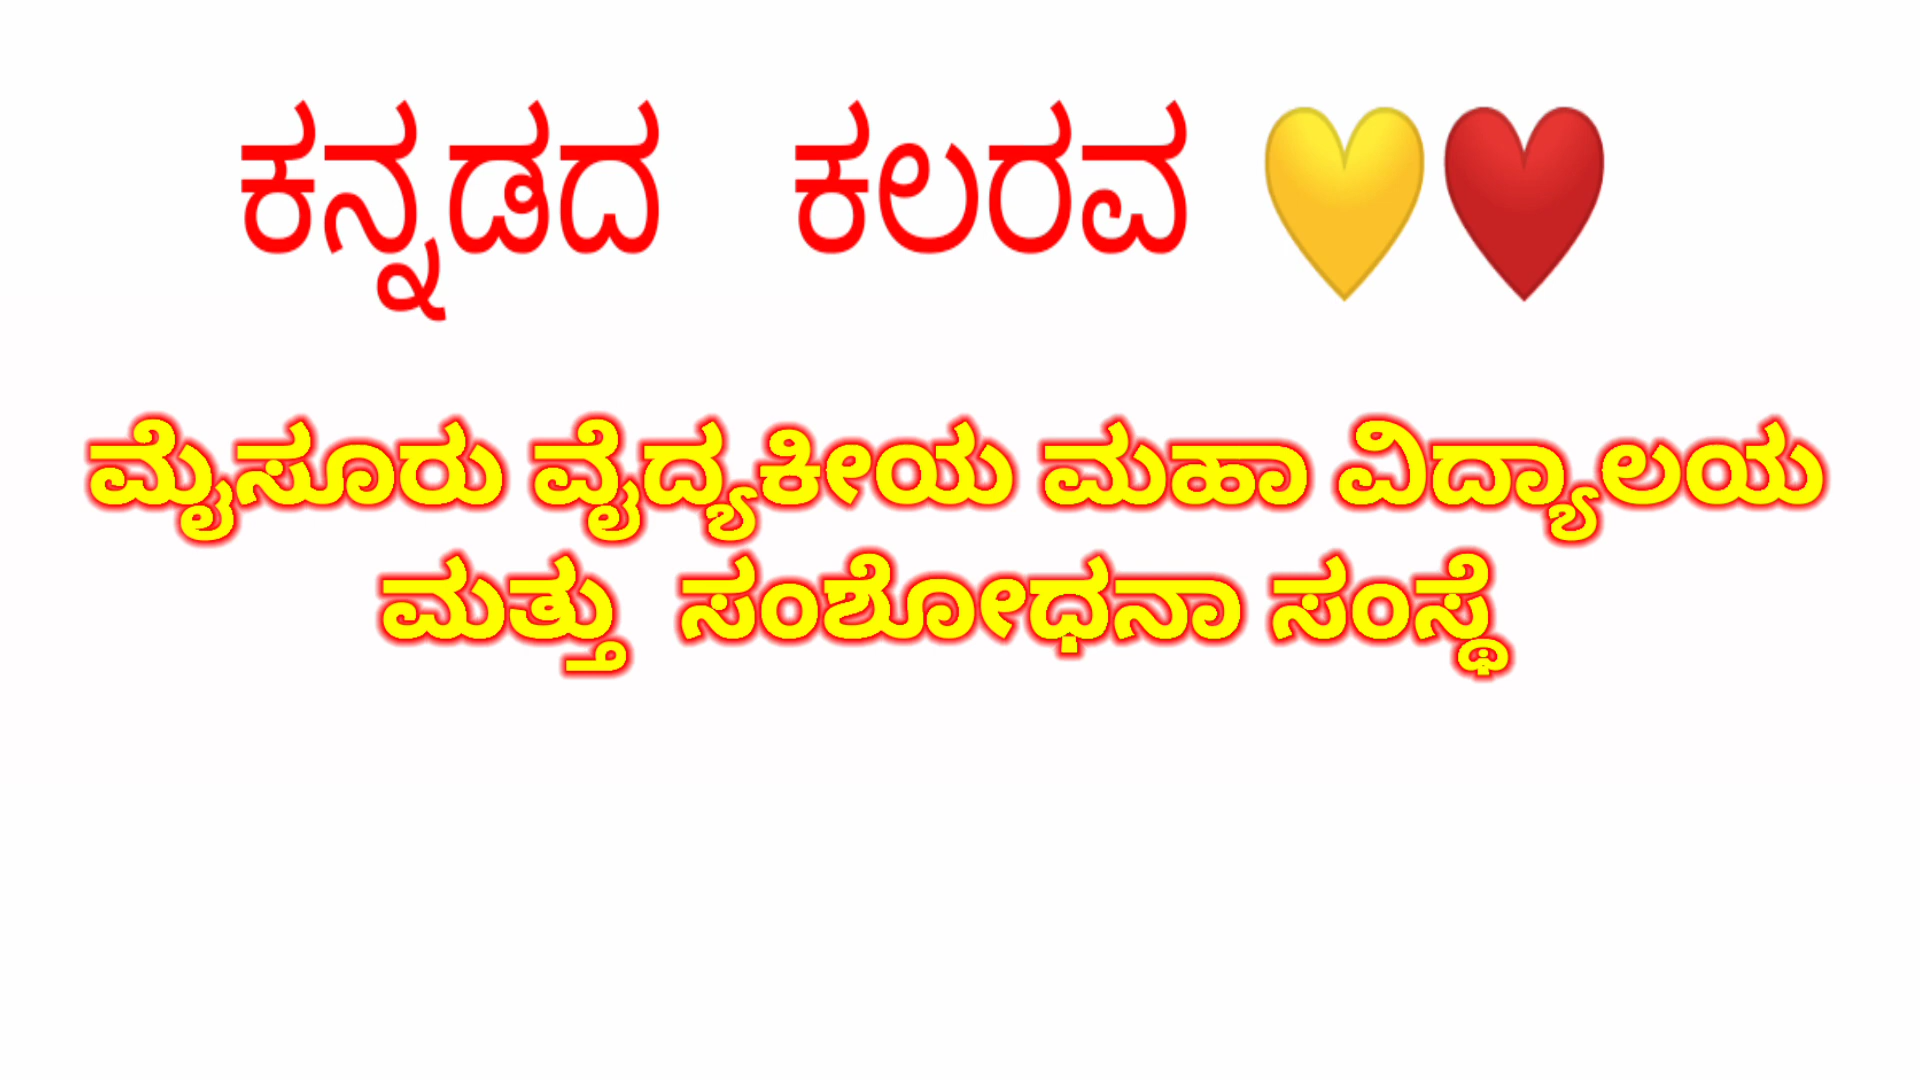 ಕನ್ನಡದ ಕಲರವ 💛❤️
ಮೈಸೂರು ವೈದ್ಯಕೀಯ ಮಹಾ ವಿದ್ಯಾಲಯ
ಮತ್ತು ಸಂಶೋಧನಾ ಸಂಸ್ಥೆ